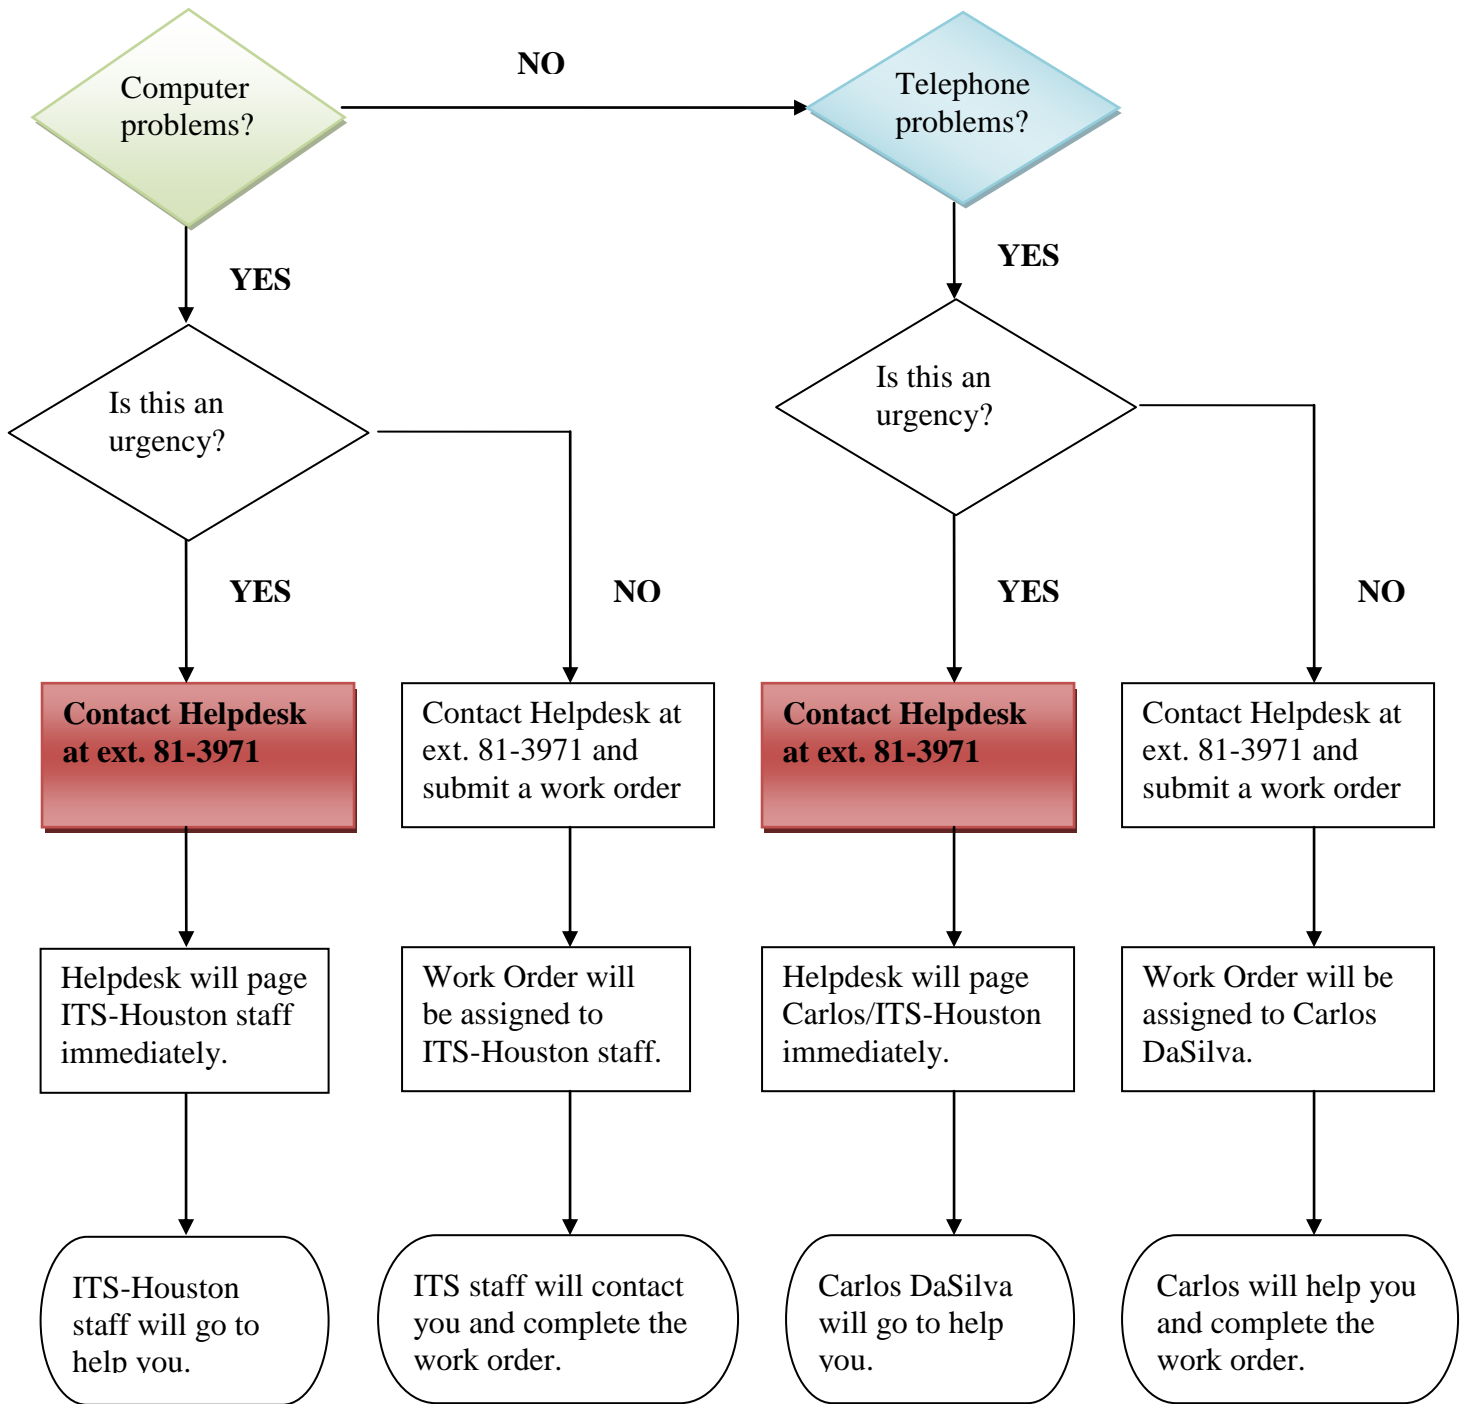 Computer
problems?
NO
Telephone
problems?
YES
YES
Is this an
urgency?
Is this an
urgency?
YES
NO
YES
NO
Contact Helpdesk
at ext. 81-3971
Contact Helpdesk at
ext. 81-3971 and
submit a work order
Contact Helpdesk
at ext. 81-3971
Contact Helpdesk at
ext. 81-3971 and
submit a work order
Helpdesk will page
ITS-Houston staff
immediately.
Work Order will
be assigned to
ITS-Houston staff.
Helpdesk will page
Carlos/ITS-Houston
immediately.
Work Order will be
assigned to Carlos
DaSilva.
ITS-Houston
staff will go to
help you.
ITS staff will contact
you and complete the
work order.
Carlos DaSilva
will go to help
you.
Carlos will help you
and complete the
work order.